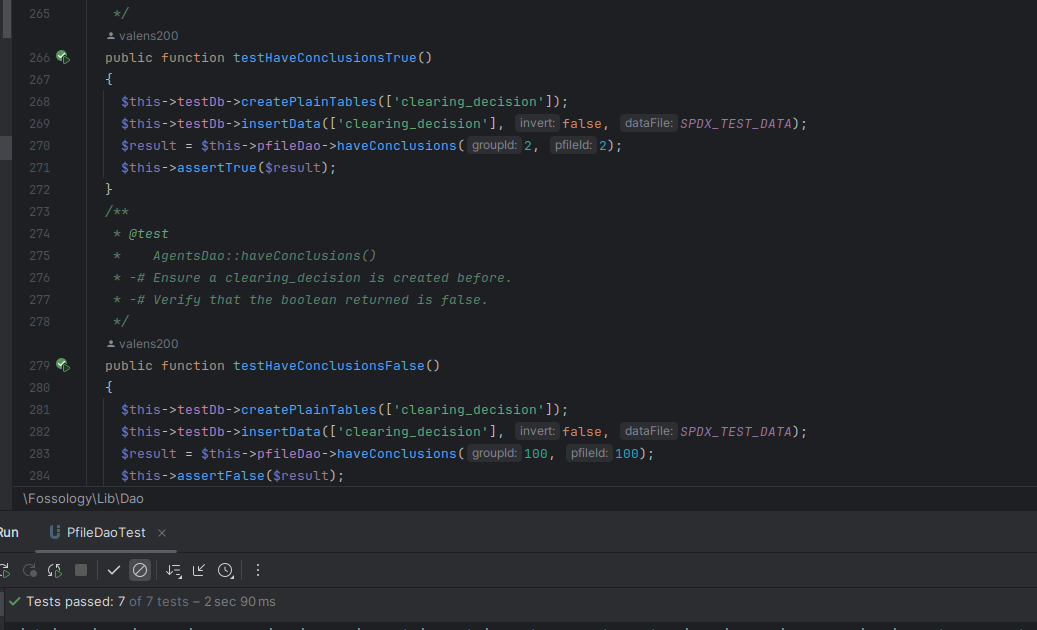 265 */
valens200
266 public function testHaveConclusionsTrue()
267 {
268 $this->testDb->createPlainTables(['clearing_decision']);
269 $this->testDb->insertData(['clearing_decision'], invert: false, dataFile: SPDX_TEST_DATA);
270 $result = $this->pfileDao->haveConclusions( groupId: 2, pfileId: 2);
271 $this->assertTrue($result);
272 }
273 /**
274 * @test
275 * AgentsDao::haveConclusions()
276 * -# Ensure a clearing_decision is created before.
277 * -# Verify that the boolean returned is false.
278 */
valens200
279 public function testHaveConclusionsFalse()
280 {
281 $this->testDb->createPlainTables(['clearing_decision']);
282 $this->testDb->insertData(['clearing_decision'], invert: false, dataFile: SPDX_TEST_DATA);
283 $result = $this->pfileDao->haveConclusions( groupId: 100, pfileId: 100);
284 $this->assertFalse($result);
\Fossology\Lib\Dao
Run PfileDaoTest ×
Tests passed: 7 of 7 tests – 2 sec 90 ms